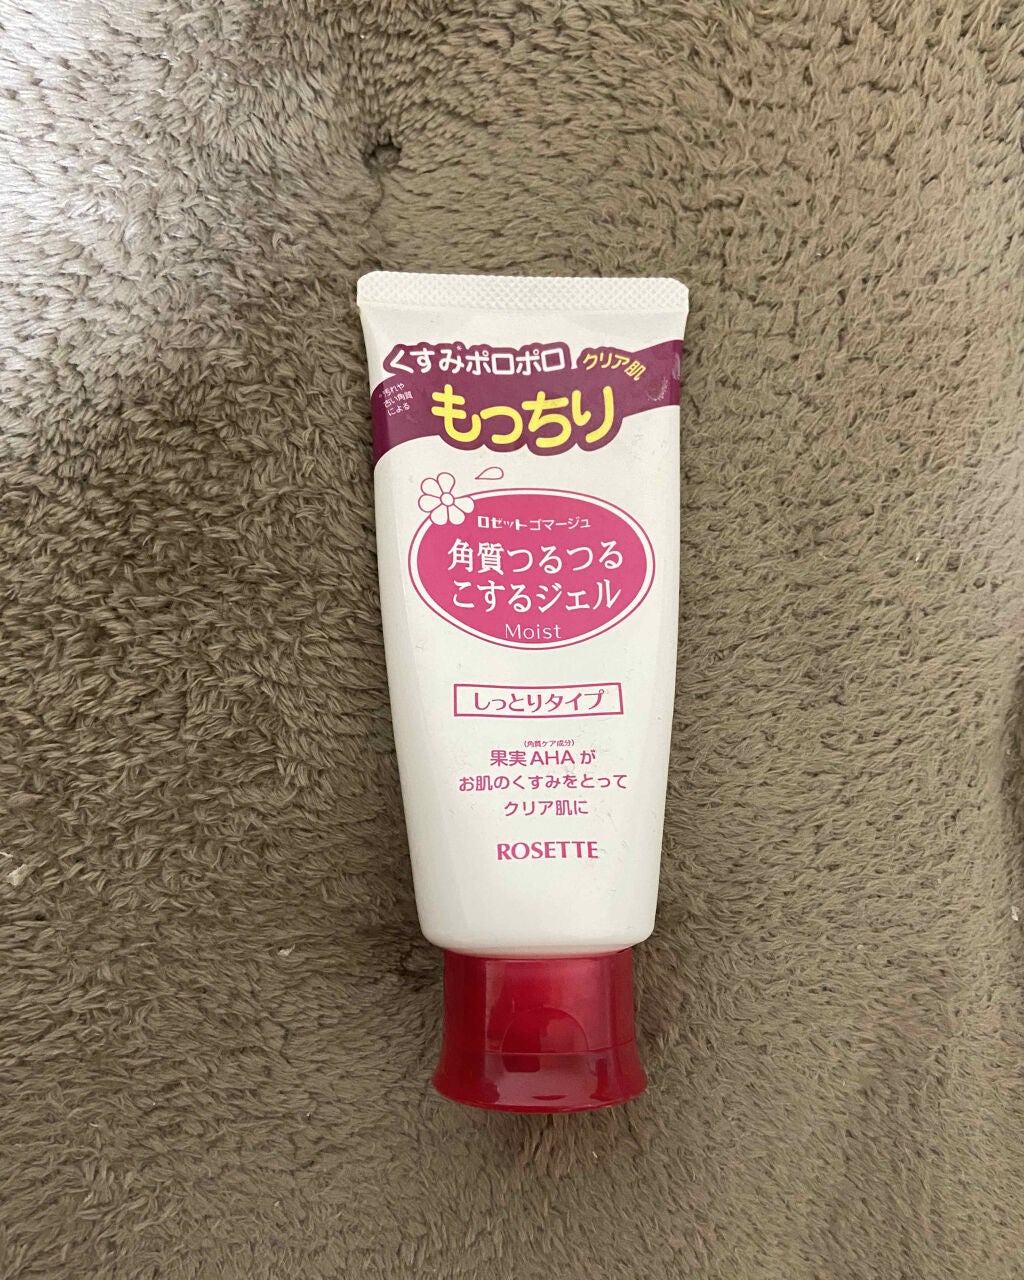 くすみポロポロ クリア肌
*汚れや
古い角質
による
もっちり
ロゼットゴマージュ
角質つるつる
こするジェル
Moist
しっとりタイプ
(角質ケア成分)
果実AHAが
お肌のくすみをとって
クリア肌に
ROSETTE